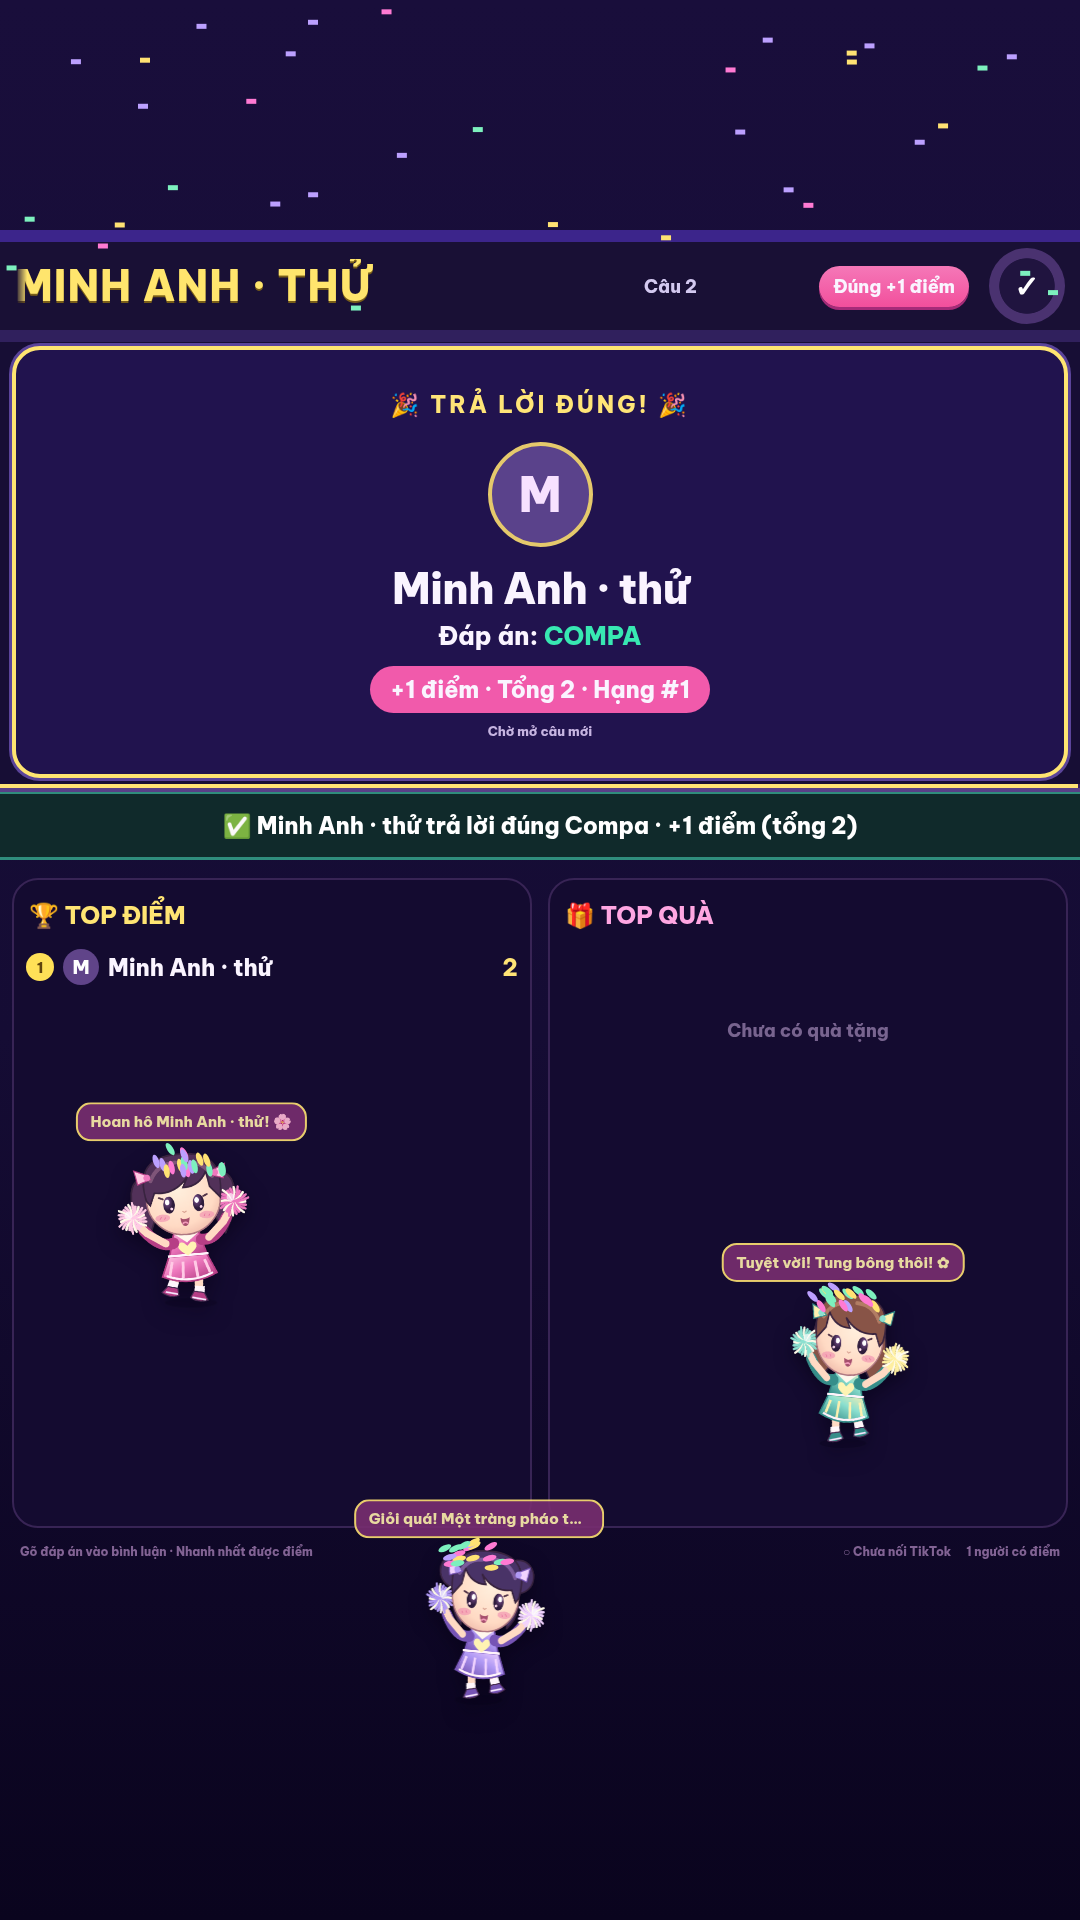 MINH ANH · THỬ
Câu 2
Đúng +1 điểm
✓
🎉 TRẢ LỜI ĐÚNG! 🎉
M
Minh Anh · thử
Đáp án: COMPA
+1 điểm · Tổng 2 · Hạng #1
Chờ mở câu mới
✅ Minh Anh · thử trả lời đúng Compa · +1 điểm (tổng 2)
🏆 TOP ĐIỂM
1 M Minh Anh · thử 2
🎁 TOP QUÀ
Chưa có quà tặng
Hoan hô Minh Anh · thử! 🌸
Tuyệt vời! Tung bông thôi! ✿
Giỏi quá! Một tràng pháo t...
Gõ đáp án vào bình luận · Nhanh nhất được điểm
○ Chưa nối TikTok 1 người có điểm